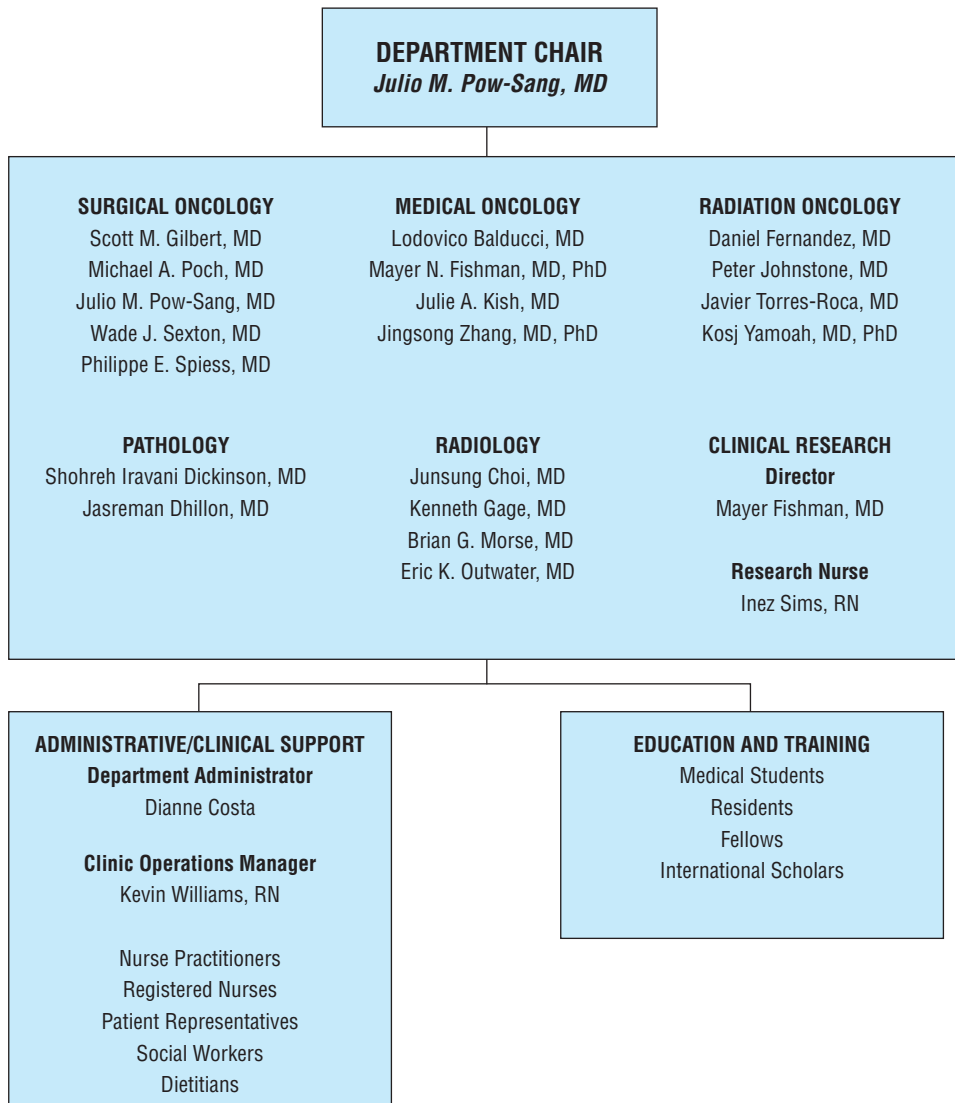 DEPARTMENT CHAIR
Julio M. Pow-Sang, MD
SURGICAL ONCOLOGY
Scott M. Gilbert, MD
Michael A. Poch, MD
Julio M. Pow-Sang, MD
Wade J. Sexton, MD
Philippe E. Spiess, MD
MEDICAL ONCOLOGY
Lodovico Balducci, MD
Mayer N. Fishman, MD, PhD
Julie A. Kish, MD
Jingsong Zhang, MD, PhD
RADIATION ONCOLOGY
Daniel Fernandez, MD
Peter Johnstone, MD
Javier Torres-Roca, MD
Kosj Yamoah, MD, PhD
PATHOLOGY
Shohreh Iravani Dickinson, MD
Jasreman Dhillon, MD
RADIOLOGY
Junsung Choi, MD
Kenneth Gage, MD
Brian G. Morse, MD
Eric K. Outwater, MD
CLINICAL RESEARCH
Director
Mayer Fishman, MD
Research Nurse
Inez Sims, RN
ADMINISTRATIVE/CLINICAL SUPPORT
Department Administrator
Dianne Costa
Clinic Operations Manager
Kevin Williams, RN
Nurse Practitioners
Registered Nurses
Patient Representatives
Social Workers
Dietitians
EDUCATION AND TRAINING
Medical Students
Residents
Fellows
International Scholars